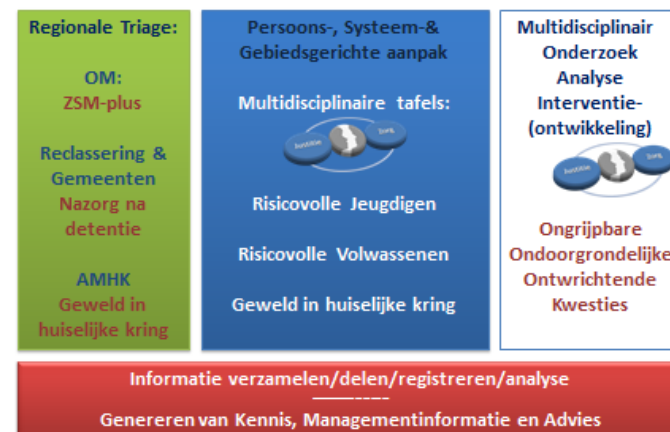 Regionale Triage:
OM:
ZSM-plus
Reclassering &
Gemeenten
Nazorg na
detentie
AMHK
Geweld in
huiselijke kring
Persoons-, Systeem-&
Gebiedsgerichte aanpak
Multidisciplinaire tafels:
Justitie
Zorg
Risicovolle Jeugdigen
Risicovolle Volwassenen
Geweld in huiselijke kring
Multidisciplinair
Onderzoek
Analyse
Interventie-
(ontwikkeling)
Justitie
Zorg
Ongrijpbare
Ondoorgrondelijke
Ontwrichtende
Kwesties
Informatie verzamelen/delen/registreren/analyse
Genereren van Kennis, Managementinformatie en Advies